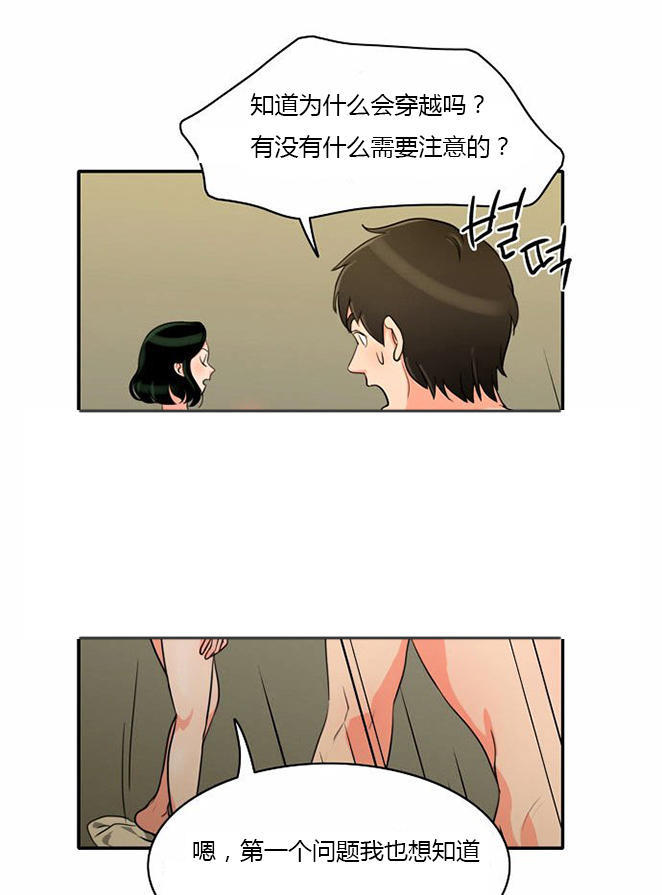 知道为什么会穿越吗？
有没有什么需要注意的？
벌떡
嗯，第一个问题我也想知道